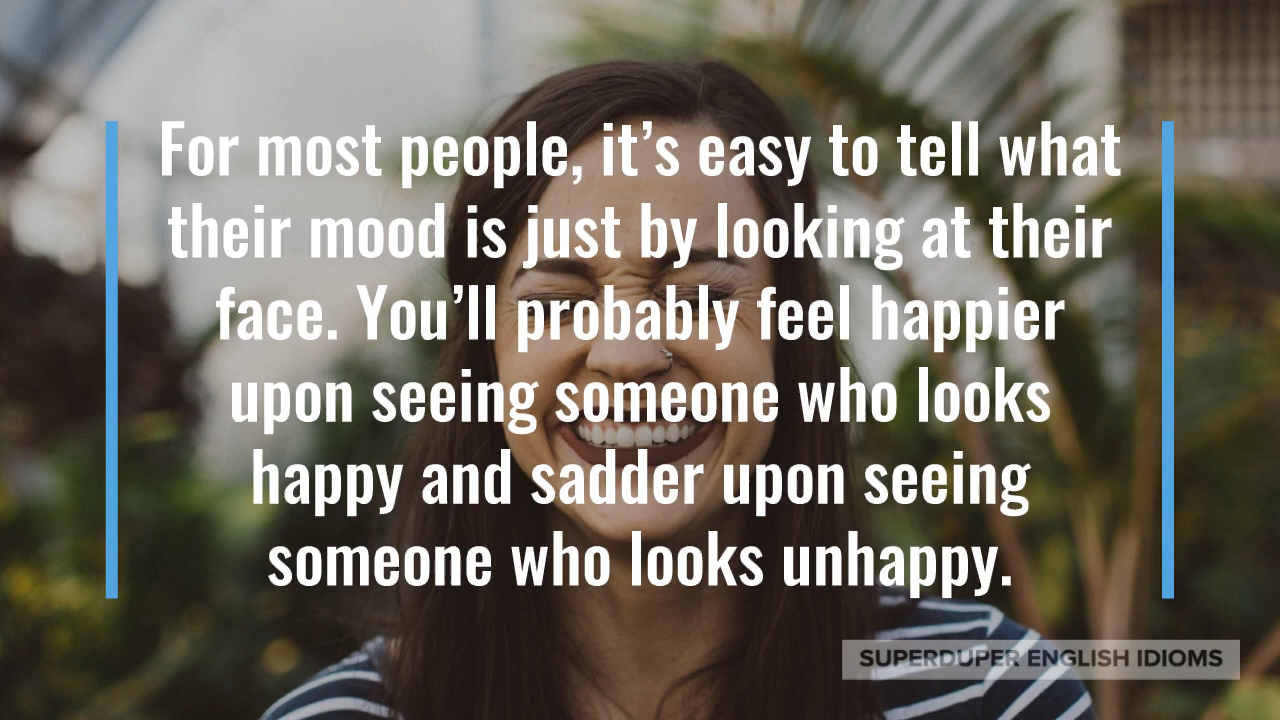 For most people, it’s easy to tell what
their mood is just by looking at their
face. You’ll probably feel happier
upon seeing someone who looks
happy and sadder upon seeing
someone who looks unhappy.
SUPERDUPER ENGLISH IDIOMS